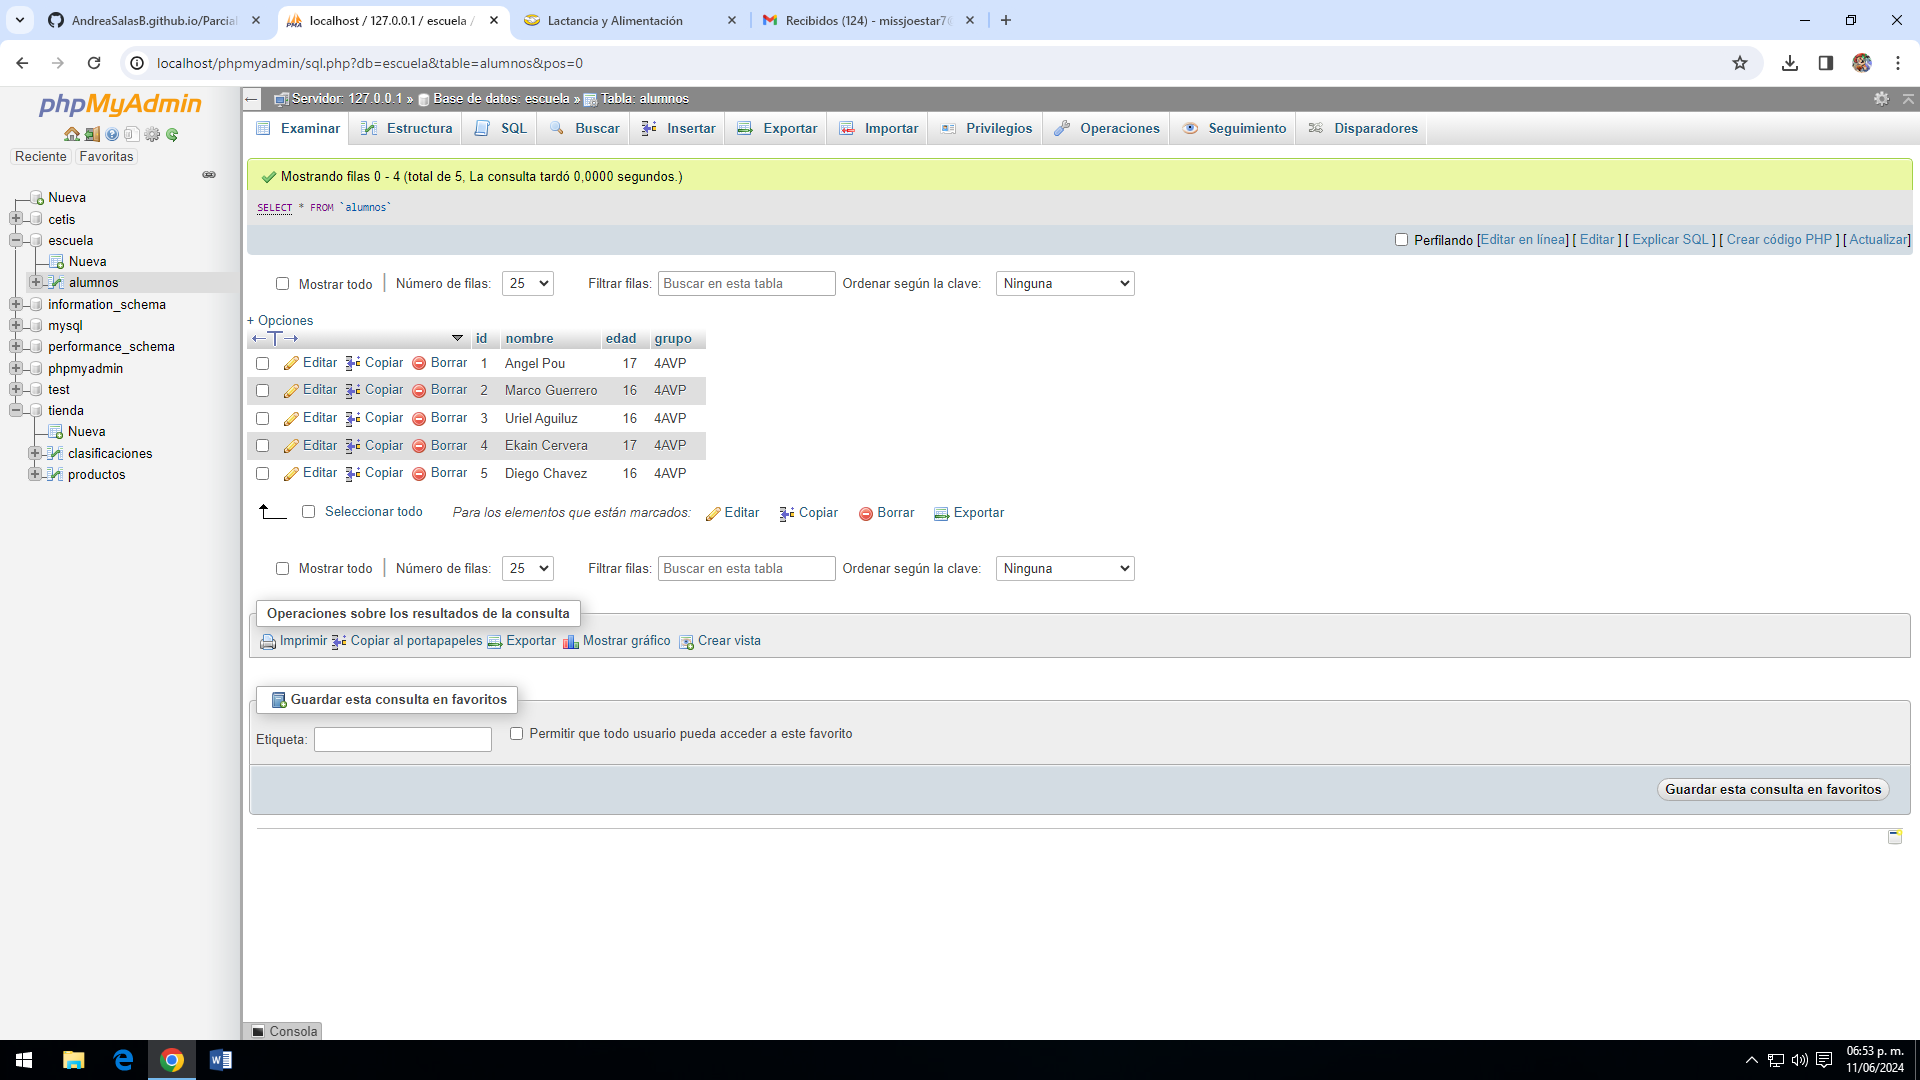 AndreaSalasB.github.io/Parcial
localhost / 127.0.0.1 / escuela /
Lactancia y Alimentación
Recibidos (124) - missjoestar7@
localhost/phpmyadmin/sql.php?db=escuela&table=alumnos&pos=0
phpMyAdmin
Reciente Favoritas
Nueva
cetis
escuela
Nueva
alumnos
information_schema
mysql
performance_schema
phpmyadmin
test
tienda
Nueva
clasificaciones
productos
Servidor: 127.0.0.1 » Base de datos: escuela » Tabla: alumnos
Examinar Estructura SQL Buscar Insertar Exportar Importar Privilegios Operaciones Seguimiento Disparadores
Mostrando filas 0 - 4 (total de 5, La consulta tardó 0,0000 segundos.)
SELECT * FROM `alumnos`
Perfilando [Editar en línea] [ Editar ] [ Explicar SQL ] [ Crear código PHP ] [ Actualizar]
Mostrar todo Número de filas: 25 Filtrar filas: Buscar en esta tabla Ordenar según la clave: Ninguna
+ Opciones
←T→ id nombre edad grupo
Editar Copiar Borrar 1 Angel Pou 17 4AVP
Editar Copiar Borrar 2 Marco Guerrero 16 4AVP
Editar Copiar Borrar 3 Uriel Aguiluz 16 4AVP
Editar Copiar Borrar 4 Ekain Cervera 17 4AVP
Editar Copiar Borrar 5 Diego Chavez 16 4AVP
Seleccionar todo Para los elementos que están marcados: Editar Copiar Borrar Exportar
Mostrar todo Número de filas: 25 Filtrar filas: Buscar en esta tabla Ordenar según la clave: Ninguna
Operaciones sobre los resultados de la consulta
Imprimir Copiar al portapapeles Exportar Mostrar gráfico Crear vista
Guardar esta consulta en favoritos
Etiqueta: Permitir que todo usuario pueda acceder a este favorito
Guardar esta consulta en favoritos
Consola
06:53 p. m.
11/06/2024